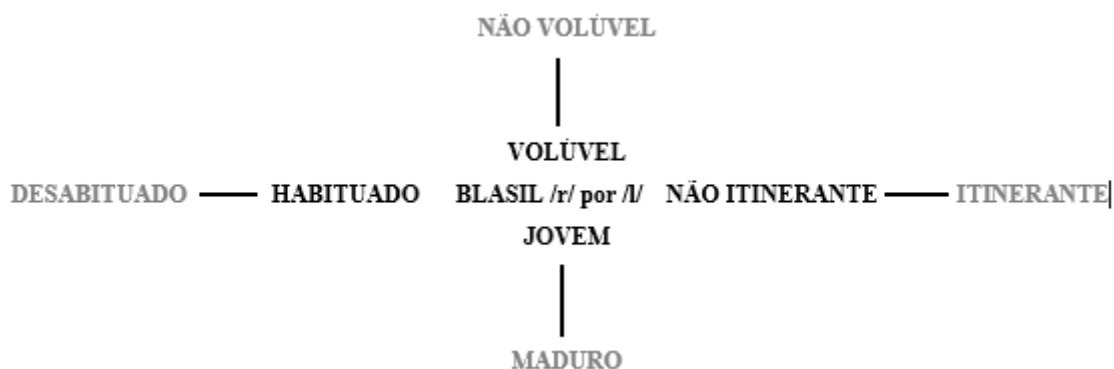 NÃO VOLÚVEL
VOLÚVEL
DESABITUADO HABITUADO BLASIL /r/ por /l/ NÃO ITINERANTE ITINERANTE
JOVEM
MADURO